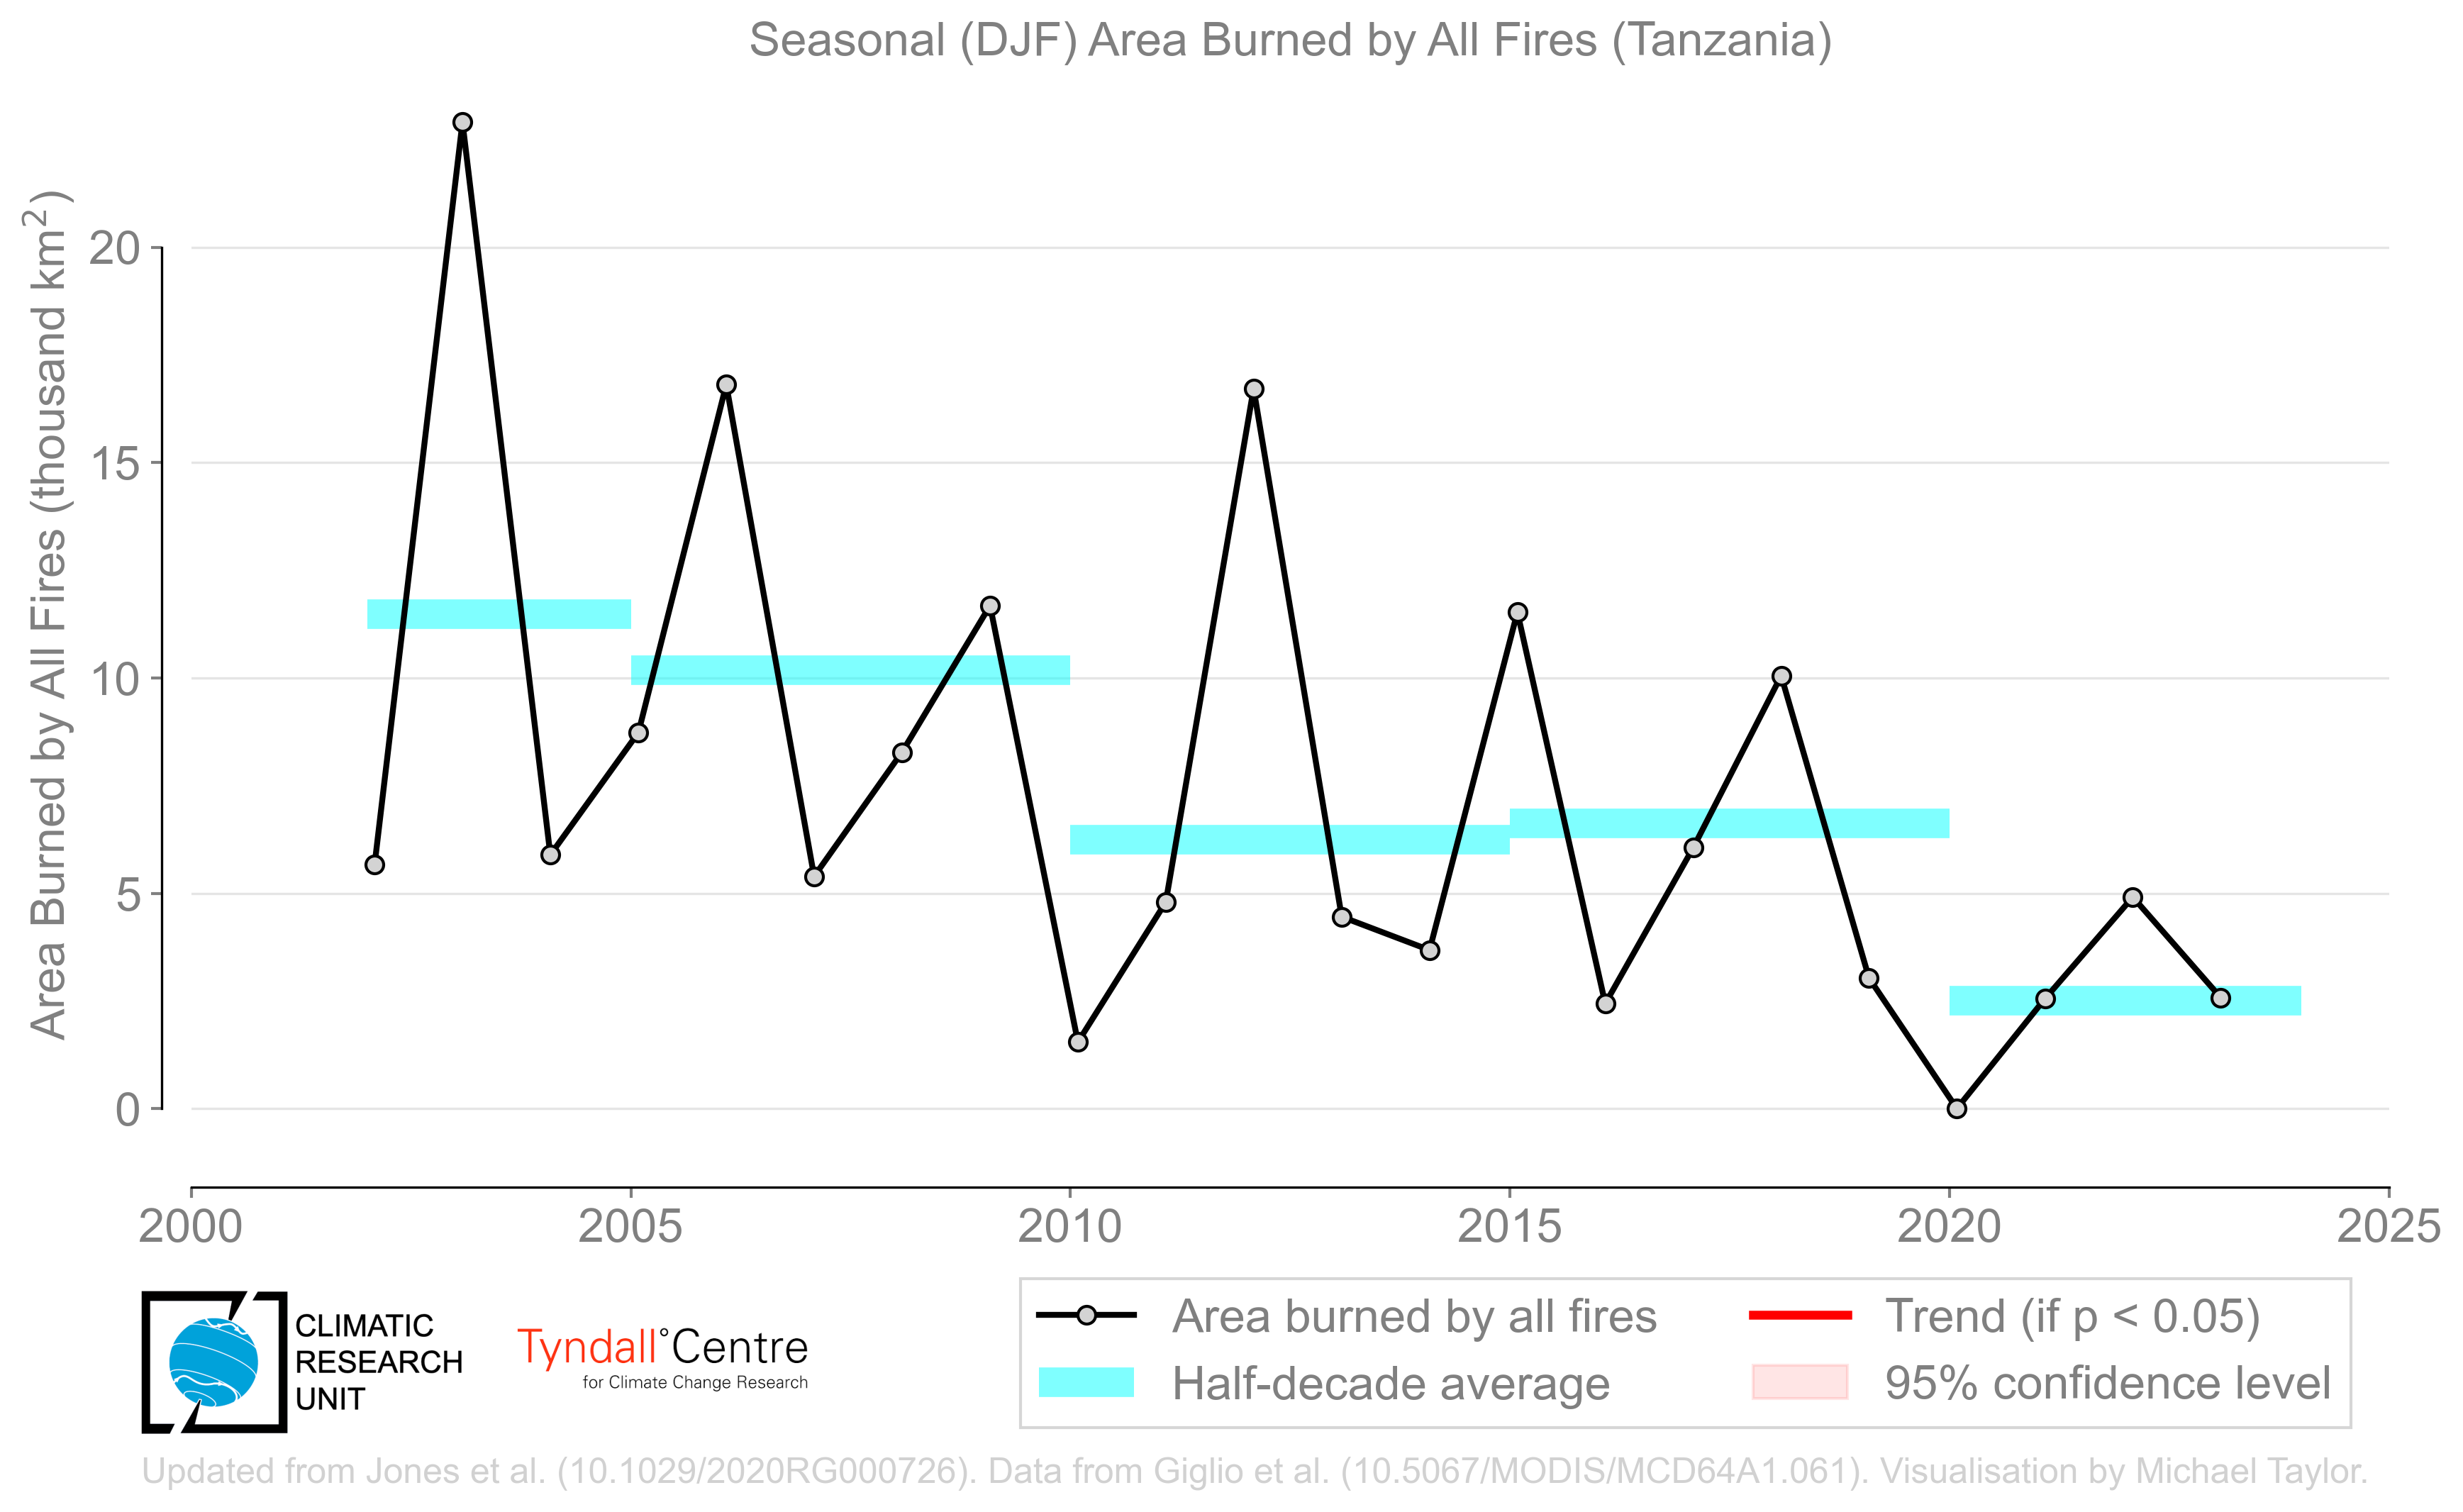 Seasonal (DJF) Area Burned by All Fires (Tanzania)
Area Burned by All Fires (thousand km²)
20
15
10
5
0
2000 2005 2010 2015 2020 2025
CLIMATIC
RESEARCH
UNIT
Tyndall°Centre
for Climate Change Research
Area burned by all fires
Half-decade average
Trend (if p < 0.05)
95% confidence level
Updated from Jones et al. (10.1029/2020RG000726). Data from Giglio et al. (10.5067/MODIS/MCD64A1.061). Visualisation by Michael Taylor.